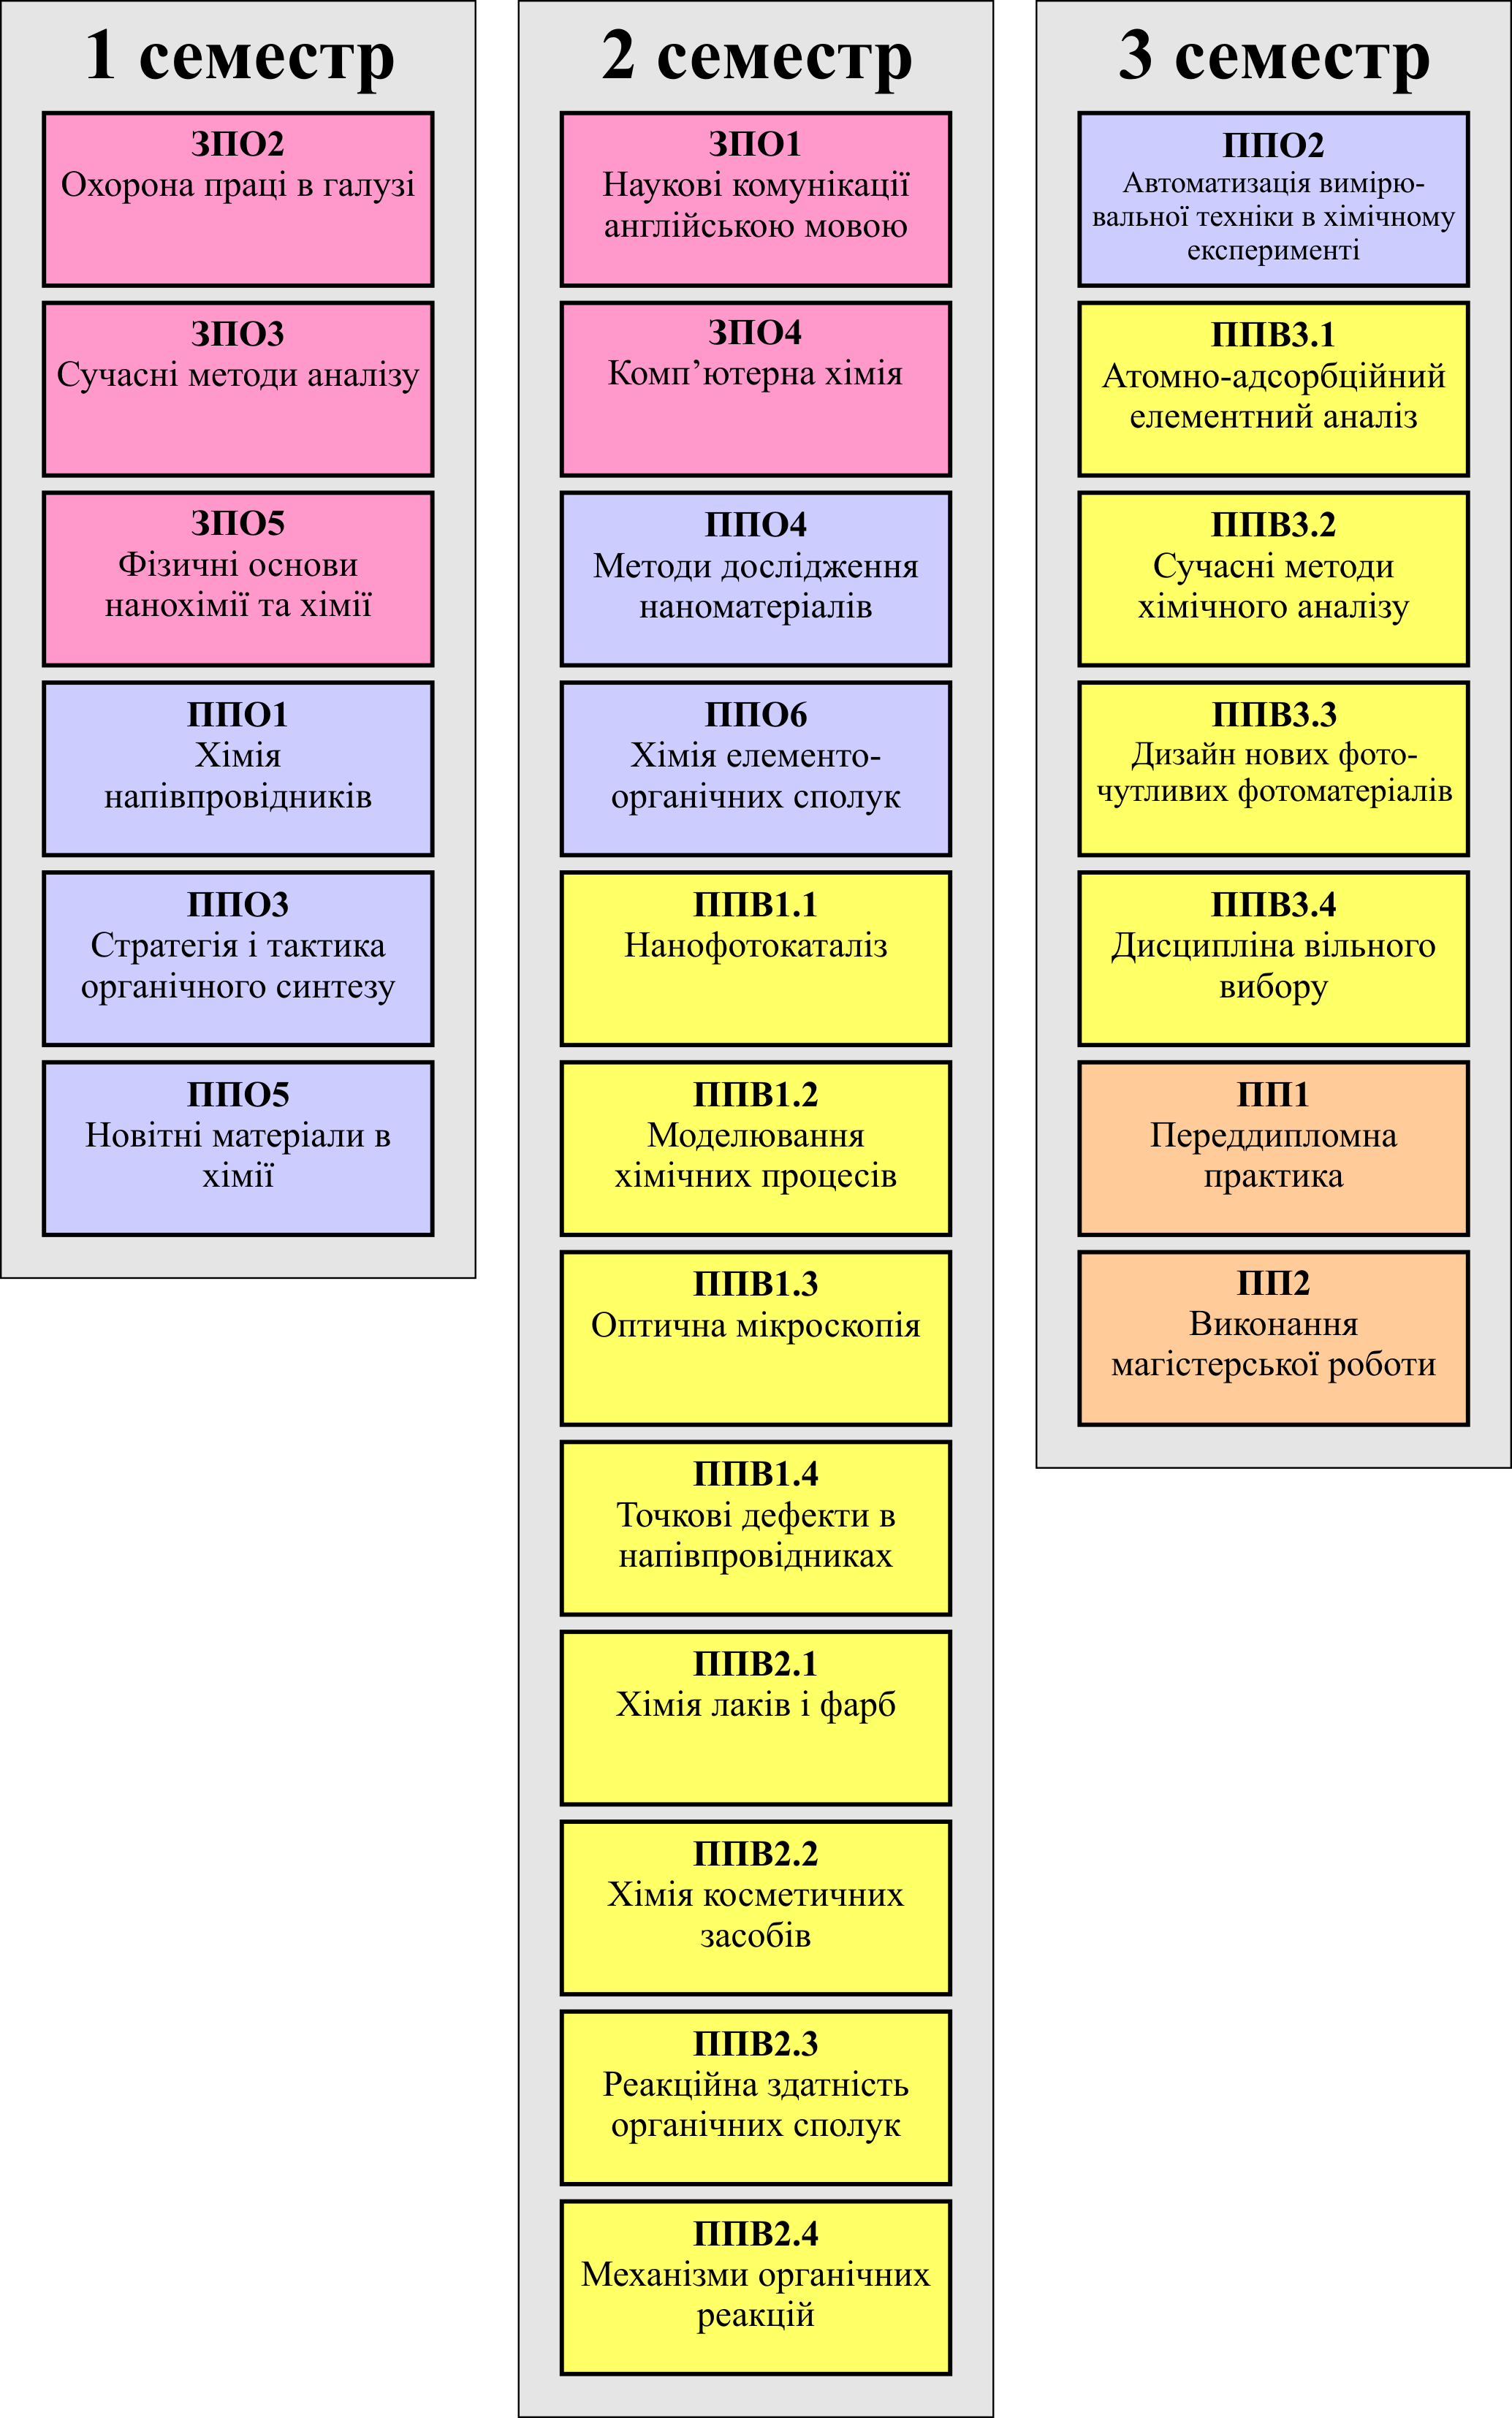 1 семестр
ЗПО2
Охорона праці в галузі
ЗПО3
Сучасні методи аналізу
ЗПО5
Фізичні основи
нанохімії та хімії
ППО1
Хімія
напівпровідників
ППО3
Стратегія і тактика
органічного синтезу
ППО5
Новітні матеріали в
хімії
2 семестр
ЗПО1
Наукові комунікації
англійською мовою
ЗПО4
Комп’ютерна хімія
ППО4
Методи дослідження
наноматеріалів
ППО6
Хімія елементо-
органічних сполук
ППВ1.1
Нанофотокаталіз
ППВ1.2
Моделювання
хімічних процесів
ППВ1.3
Оптична мікроскопія
ППВ1.4
Точкові дефекти в
напівпровідниках
ППВ2.1
Хімія лаків і фарб
ППВ2.2
Хімія косметичних
засобів
ППВ2.3
Реакційна здатність
органічних сполук
ППВ2.4
Механізми органічних
реакцій
3 семестр
ППО2
Автоматизація вимірю-
вальної техніки в хімічному
експерименті
ППВ3.1
Атомно-адсорбційний
елементний аналіз
ППВ3.2
Сучасні методи
хімічного аналізу
ППВ3.3
Дизайн нових фото-
чутливих фотоматеріалів
ППВ3.4
Дисципліна вільного
вибору
ПП1
Переддипломна
практика
ПП2
Виконання
магістерської роботи